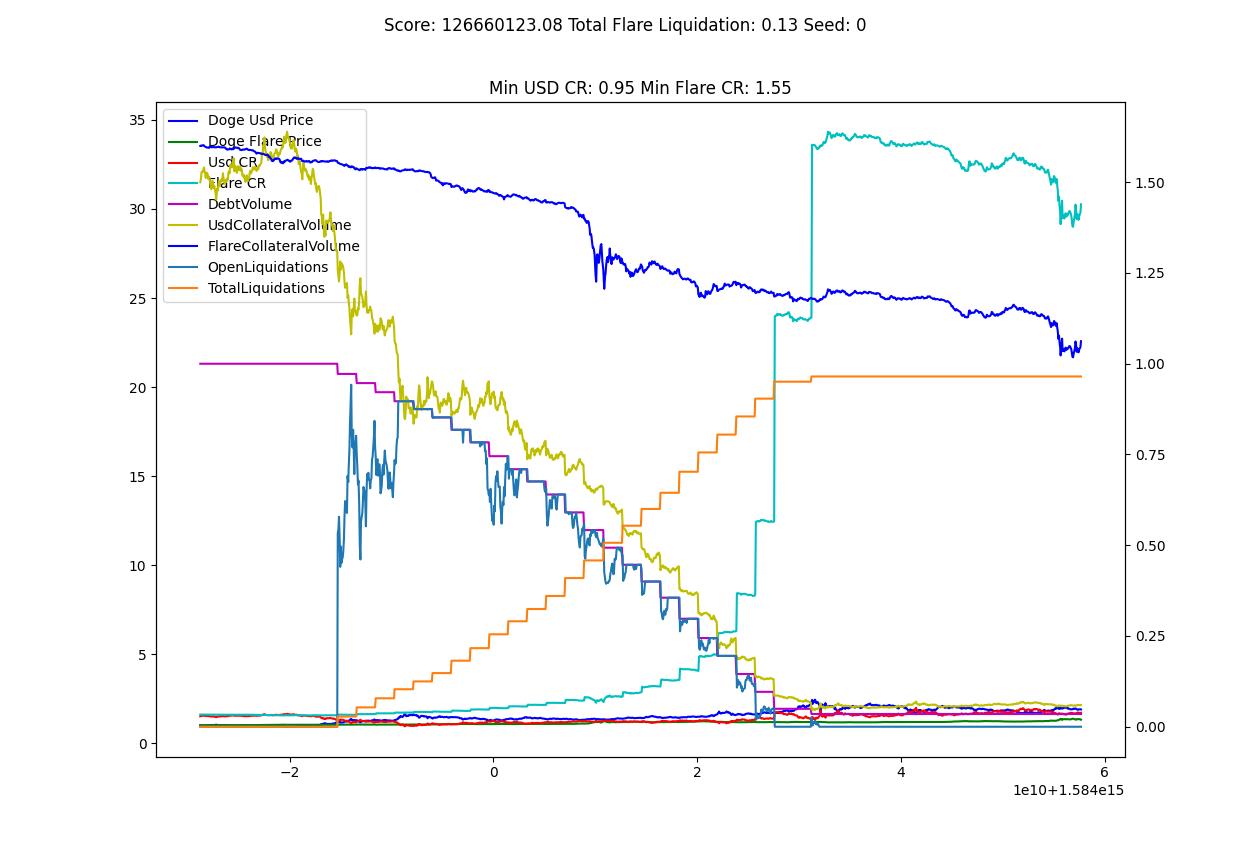 Score: 126660123.08 Total Flare Liquidation: 0.13 Seed: 0
Min USD CR: 0.95 Min Flare CR: 1.55
Doge Usd Price
Doge Flare Price
Usd CR
Flare CR
DebtVolume
UsdCollateralVolume
FlareCollateralVolume
OpenLiquidations
TotalLiquidations
35
30
25
20
15
10
5
0
1.50
1.25
1.00
0.75
0.50
0.25
0.00
−2
0
2
4
6
1e10+1.584e15